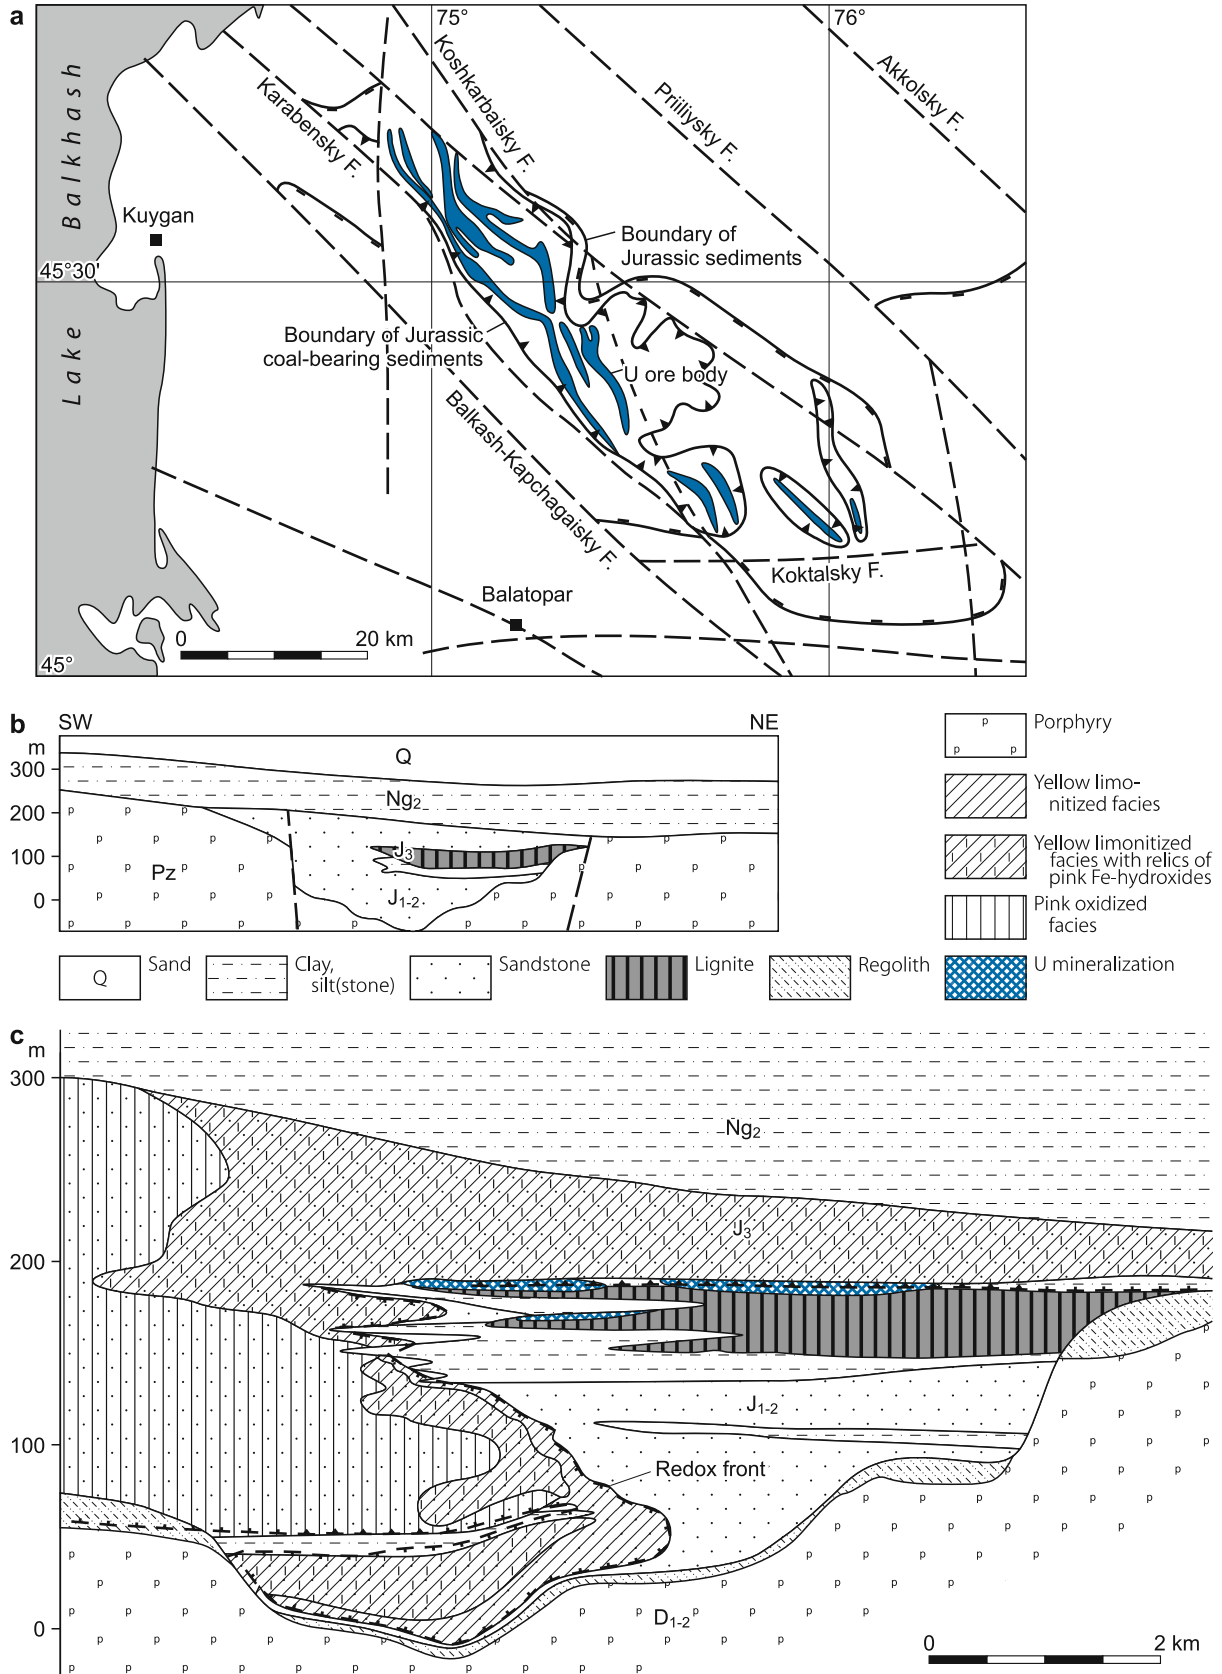 a
75°
76°
Lake Balkhash
Koshkarbaisky F.
Karabensky F.
Priiliysky F.
Akkolsky F.
Kuygan
Boundary of
Jurassic sediments
45°30'
Boundary of Jurassic
coal-bearing sediments
U ore body
Balkash-Kapchagaisky F.
Koktalsky F.
Balatopar
0 20 km
45°
b SW NE
m
300
200
100
0
Q
Ng2
J3
Pz
J1-2
p Porphyry
p p
Yellow limo-
nitized facies
Yellow limonitized
facies with relics of
pink Fe-hydroxides
Pink oxidized
facies
Q Sand
Clay,
silt(stone)
Sandstone
Lignite
Regolith
U mineralization
c
m
300
200
100
0
Ng2
J3
J1-2
Redox front
D1-2
0 2 km